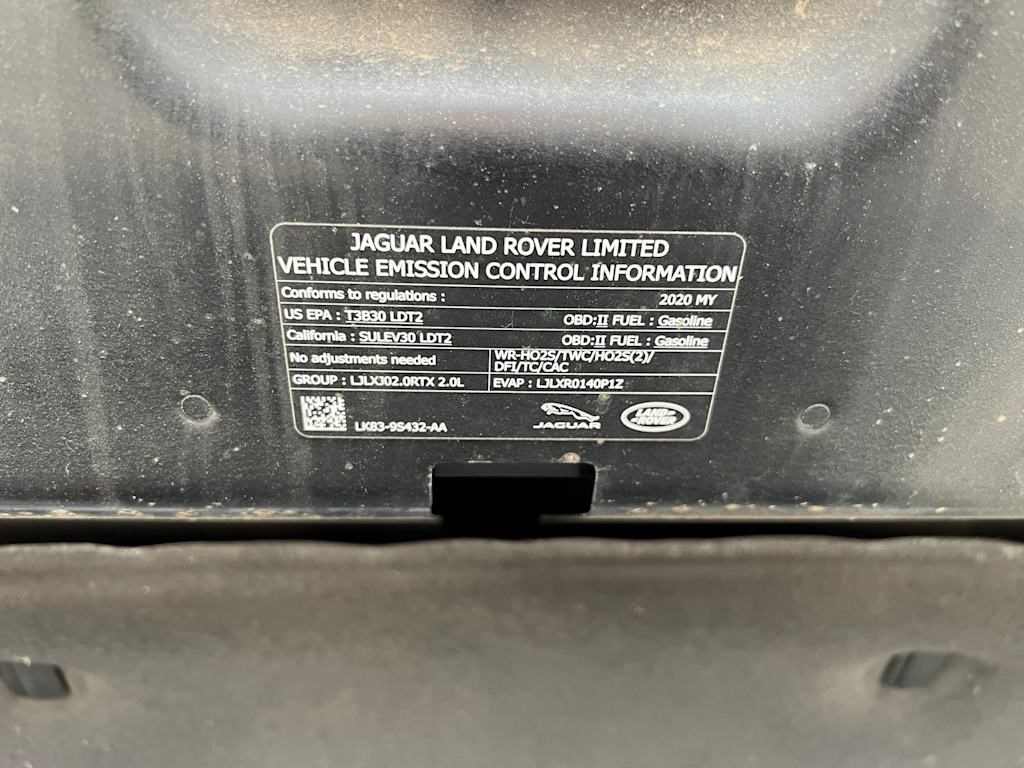 JAGUAR LAND ROVER LIMITED
VEHICLE EMISSION CONTROL INFORMATION
Conforms to regulations : 2020 MY
US EPA : T3B30 LDT2 OBD:II FUEL : Gasoline
California : SULEV30 LDT2 OBD:II FUEL : Gasoline
No adjustments needed WR-HO2S/TWC/HO2S(2)/
DFI/TC/CAC
GROUP : LJLXJ02.0RTX 2.0L EVAP : LJLXR0140P1Z
LK83-9S432-AA JAGUAR LAND-
-ROVER